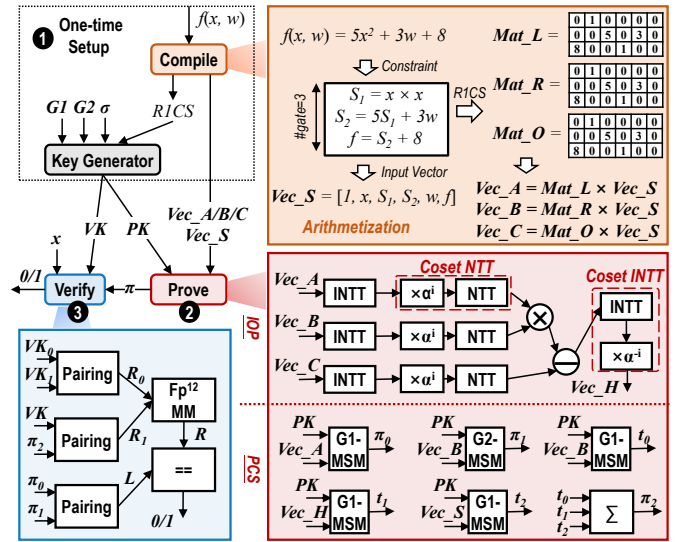 1 One-time
Setup
f(x, w)
Compile
R1CS
G1 G2 σ
Key Generator
VK
PK
Vec_A/B/C
Vec_S
x
0/1
Verify
π
Prove
3
2
f(x, w) = 5x² + 3w + 8
Constraint
#gate=3
S₁ = x × x
S₂ = 5S₁ + 3w
f = S₂ + 8
R1CS
Input Vector
Vec_S = [1, x, S₁, S₂, w, f]
Arithmetization
Mat_L =
0 1 0 0 0 0
0 0 5 0 3 0
8 0 0 1 0 0
Mat_R =
0 1 0 0 0 0
0 0 5 0 3 0
8 0 0 1 0 0
Mat_O =
0 1 0 0 0 0
0 0 5 0 3 0
8 0 0 1 0 0
Vec_A = Mat_L × Vec_S
Vec_B = Mat_R × Vec_S
Vec_C = Mat_O × Vec_S
IOP
Coset NTT
Coset INTT
Vec_A
INTT
×αⁱ
NTT
Vec_B
INTT
×αⁱ
NTT
Vec_C
INTT
×αⁱ
NTT
×
−
INTT
×α⁻ⁱ
Vec_H
PCS
PK
Vec_A
G1-
MSM
π₀
PK
Vec_B
G2-
MSM
π₁
PK
Vec_B
G1-
MSM
t₀
PK
Vec_H
G1-
MSM
t₁
PK
Vec_S
G1-
MSM
t₂
t₀
t₁
t₂
Σ
π₂
VK₀
VK₁
Pairing
R₀
VK
π₂
Pairing
R₁
π₀
π₁
Pairing
L
Fp¹²
MM
R
==
0/1